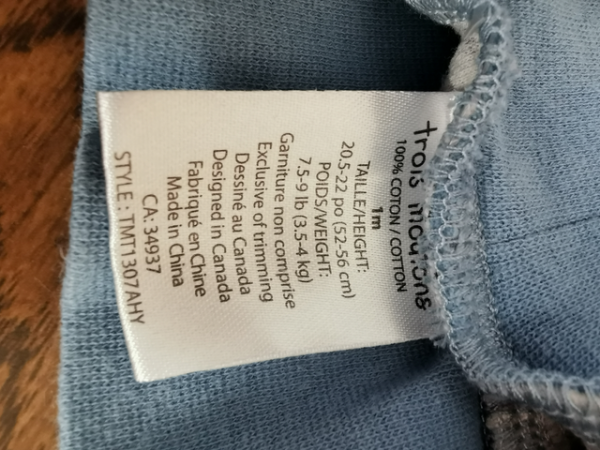 trois moutons
100% COTON / COTTON
1m
TAILLE/HEIGHT:
20,5-22 po (52-56 cm)
POIDS/WEIGHT:
7.5-9 lb (3.5-4 kg)
Garniture non comprise
Exclusive of trimming
Dessiné au Canada
Designed in Canada
Fabriqué en Chine
Made in China
CA: 34937
STYLE : TMT1307AHY